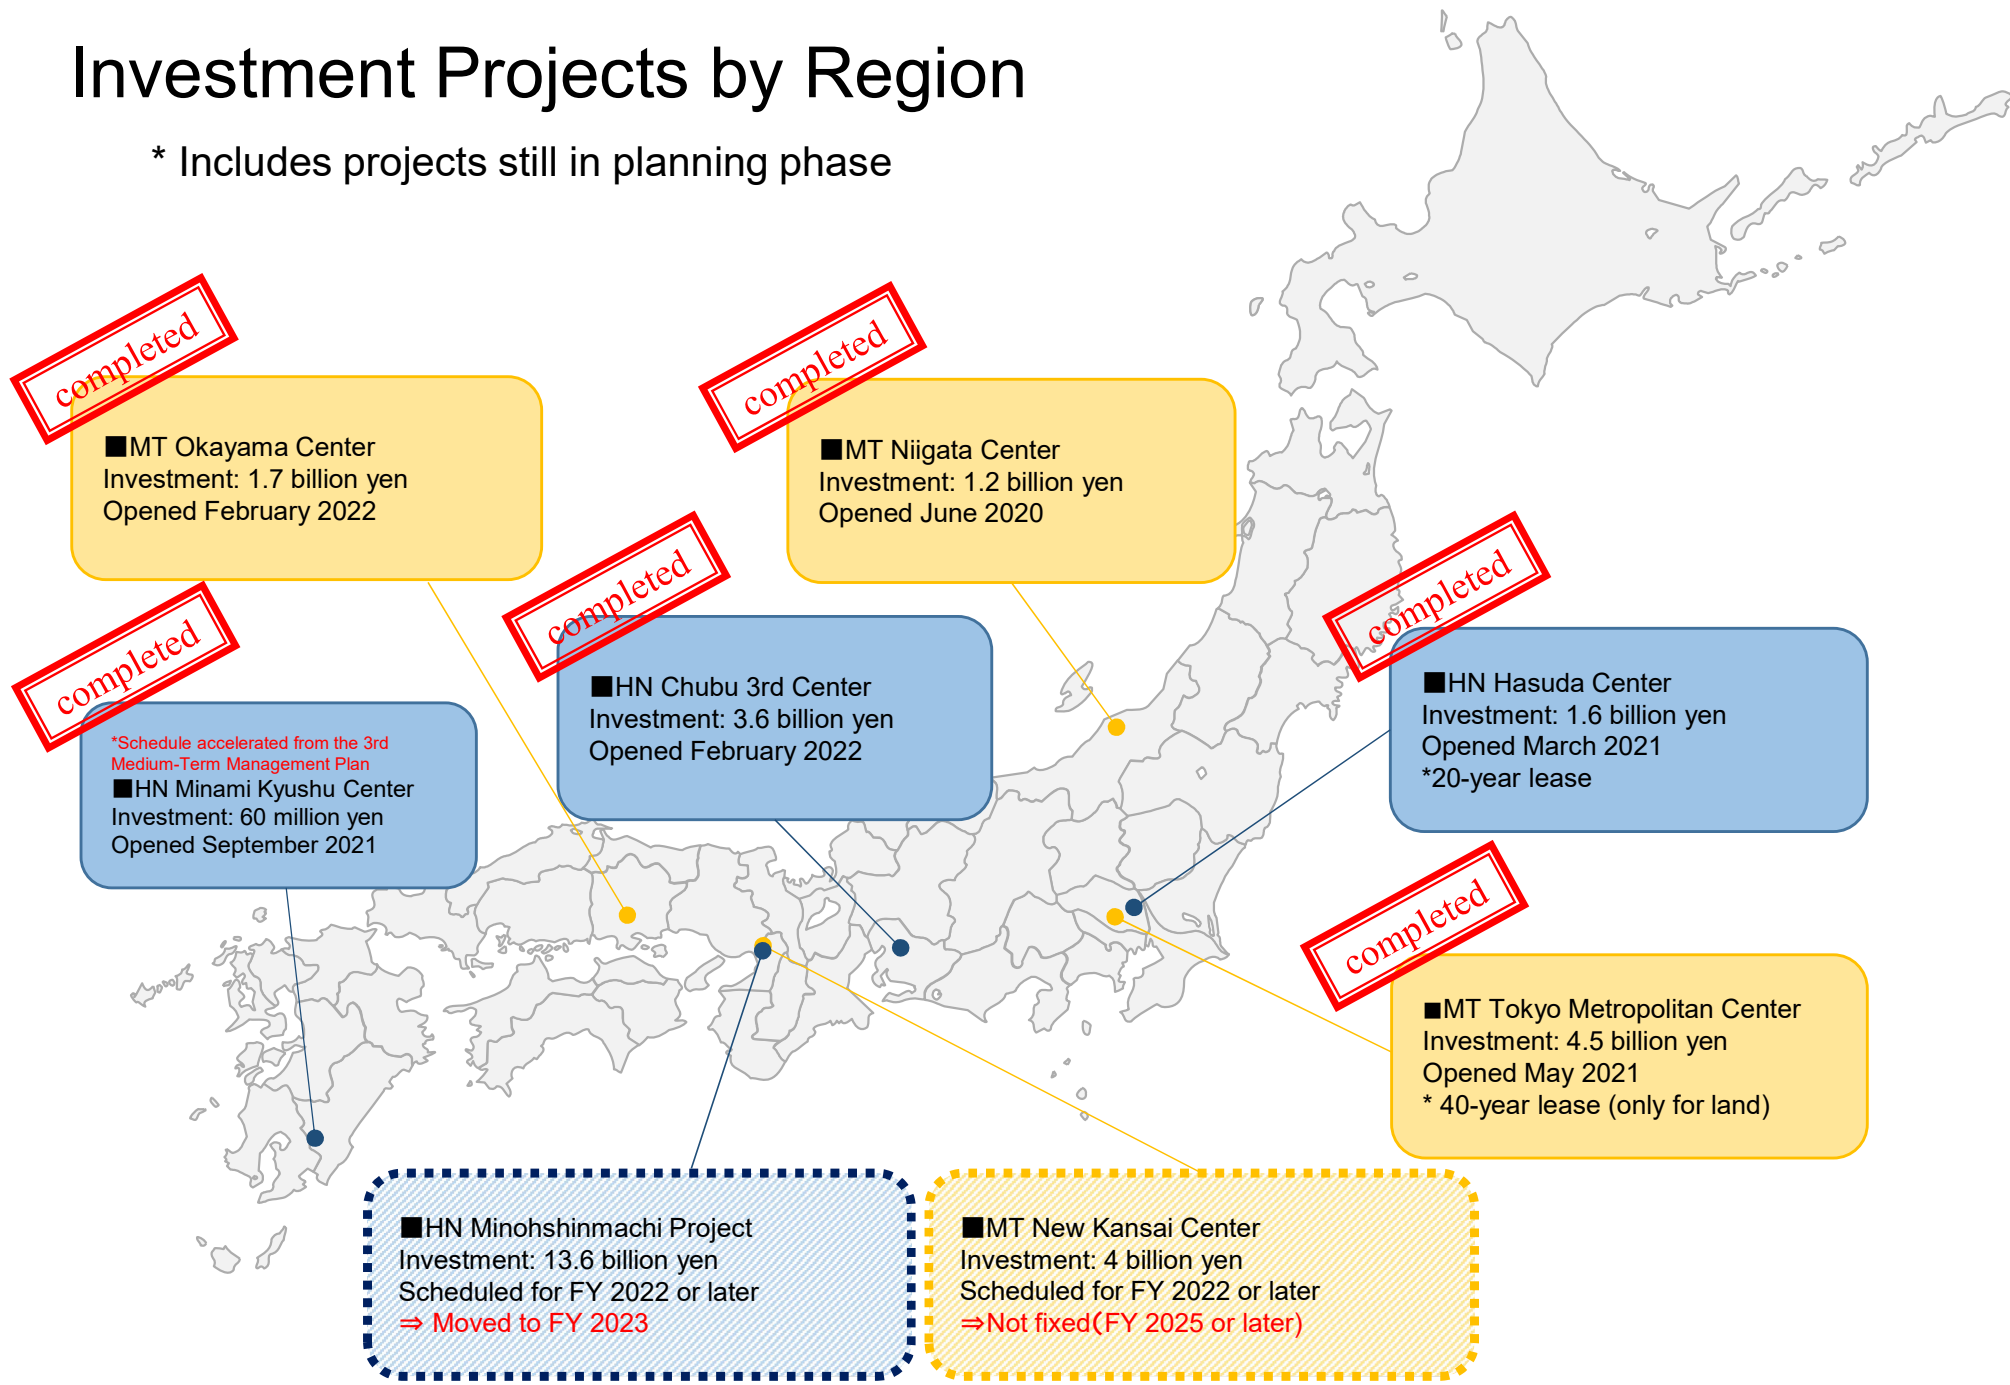 Investment Projects by Region
* Includes projects still in planning phase
completed
■MT Okayama Center
Investment: 1.7 billion yen
Opened February 2022
completed
■MT Niigata Center
Investment: 1.2 billion yen
Opened June 2020
completed
*Schedule accelerated from the 3rd
Medium-Term Management Plan
■HN Minami Kyushu Center
Investment: 60 million yen
Opened September 2021
completed
■HN Chubu 3rd Center
Investment: 3.6 billion yen
Opened February 2022
completed
■HN Hasuda Center
Investment: 1.6 billion yen
Opened March 2021
*20-year lease
completed
■MT Tokyo Metropolitan Center
Investment: 4.5 billion yen
Opened May 2021
* 40-year lease (only for land)
■HN Minohshinmachi Project
Investment: 13.6 billion yen
Scheduled for FY 2022 or later
⇒ Moved to FY 2023
■MT New Kansai Center
Investment: 4 billion yen
Scheduled for FY 2022 or later
⇒Not fixed(FY 2025 or later)